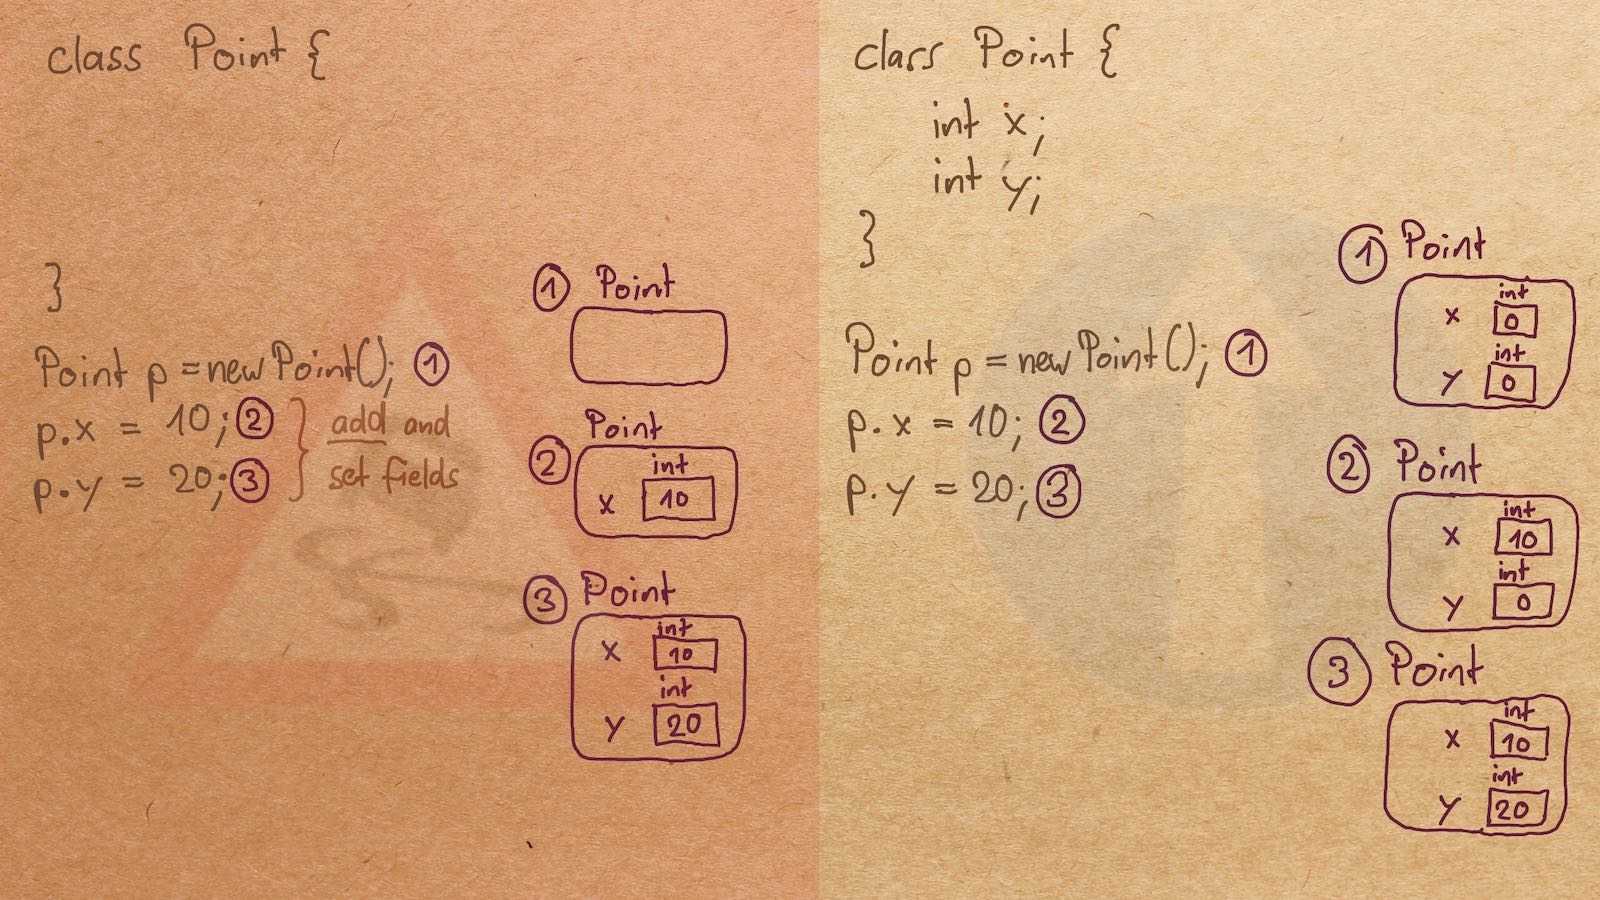 class Point {
}
Point p = new Point(); 1
p.x = 10; 2
p.y = 20; 3
} add and
set fields
1 Point
2 Point
int
x 10
3 Point
int
x 10
int
y 20
class Point {
int x;
int y;
}
Point p = new Point(); 1
p.x = 10; 2
p.y = 20; 3
1 Point
int
x 0
int
y 0
2 Point
int
x 10
int
y 0
3 Point
int
x 10
int
y 20